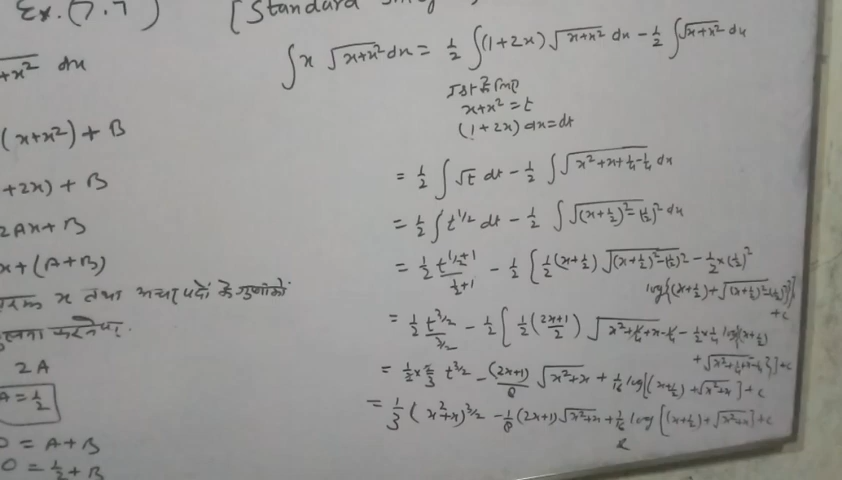 Ex. (7.7) [Standard
∫x √x+x² dx = ½ ∫(1+2x) √x+x² dx - ½ ∫√x+x² dx
+x² dx
x+x² = t
(1+2x) dx = dt
(x+x²) + B
= ½ ∫ √t dt - ½ ∫ √x²+x+¼-¼ dx
+2x) + B
= ½ ∫ t^1/2 dt - ½ ∫ √(x+½)²-(½)² dx
2Ax + B
= ½ t^(1/2+1)/(½+1) - ½ [½(x+½) √(x+½)²-(½)² - ½×(½)²
x + (A+B)
log{(x+½)+√(x+½)²-(½)²}]
+c
x तथा अचर पदों के गुणांकों
= ½ t^3/2/(3/2) - ½ [½((2x+1)/2) √x²+¼+x-¼ - ½×¼ log{(x+½)
तुलना करने पर
+√x²+¼+x-¼}]+c
2A
= ½×⅔ t^3/2 - (2x+1)/8 √x²+x + 1/16 log[(x+½)+√x²+x]+c
A = ½
= ⅓ (x²+x)^3/2 - ⅛ (2x+1)√x²+x + 1/16 log[(x+½)+√x²+x]+c
0 = A+B
0 = ½+B